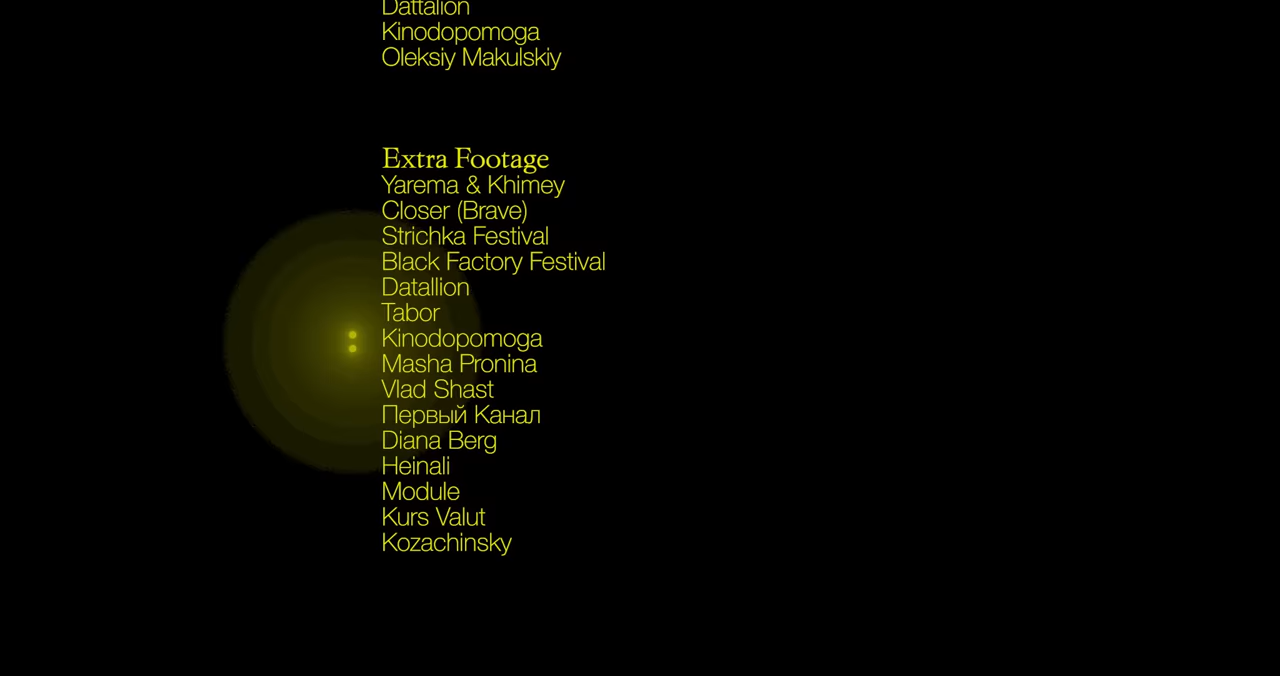 Dattalion
Kinodopomoga
Oleksiy Makulskiy
Extra Footage
Yarema & Khimey
Closer (Brave)
Strichka Festival
Black Factory Festival
Datallion
Tabor
Kinodopomoga
Masha Pronina
Vlad Shast
Первый Канал
Diana Berg
Heinali
Module
Kurs Valut
Kozachinsky